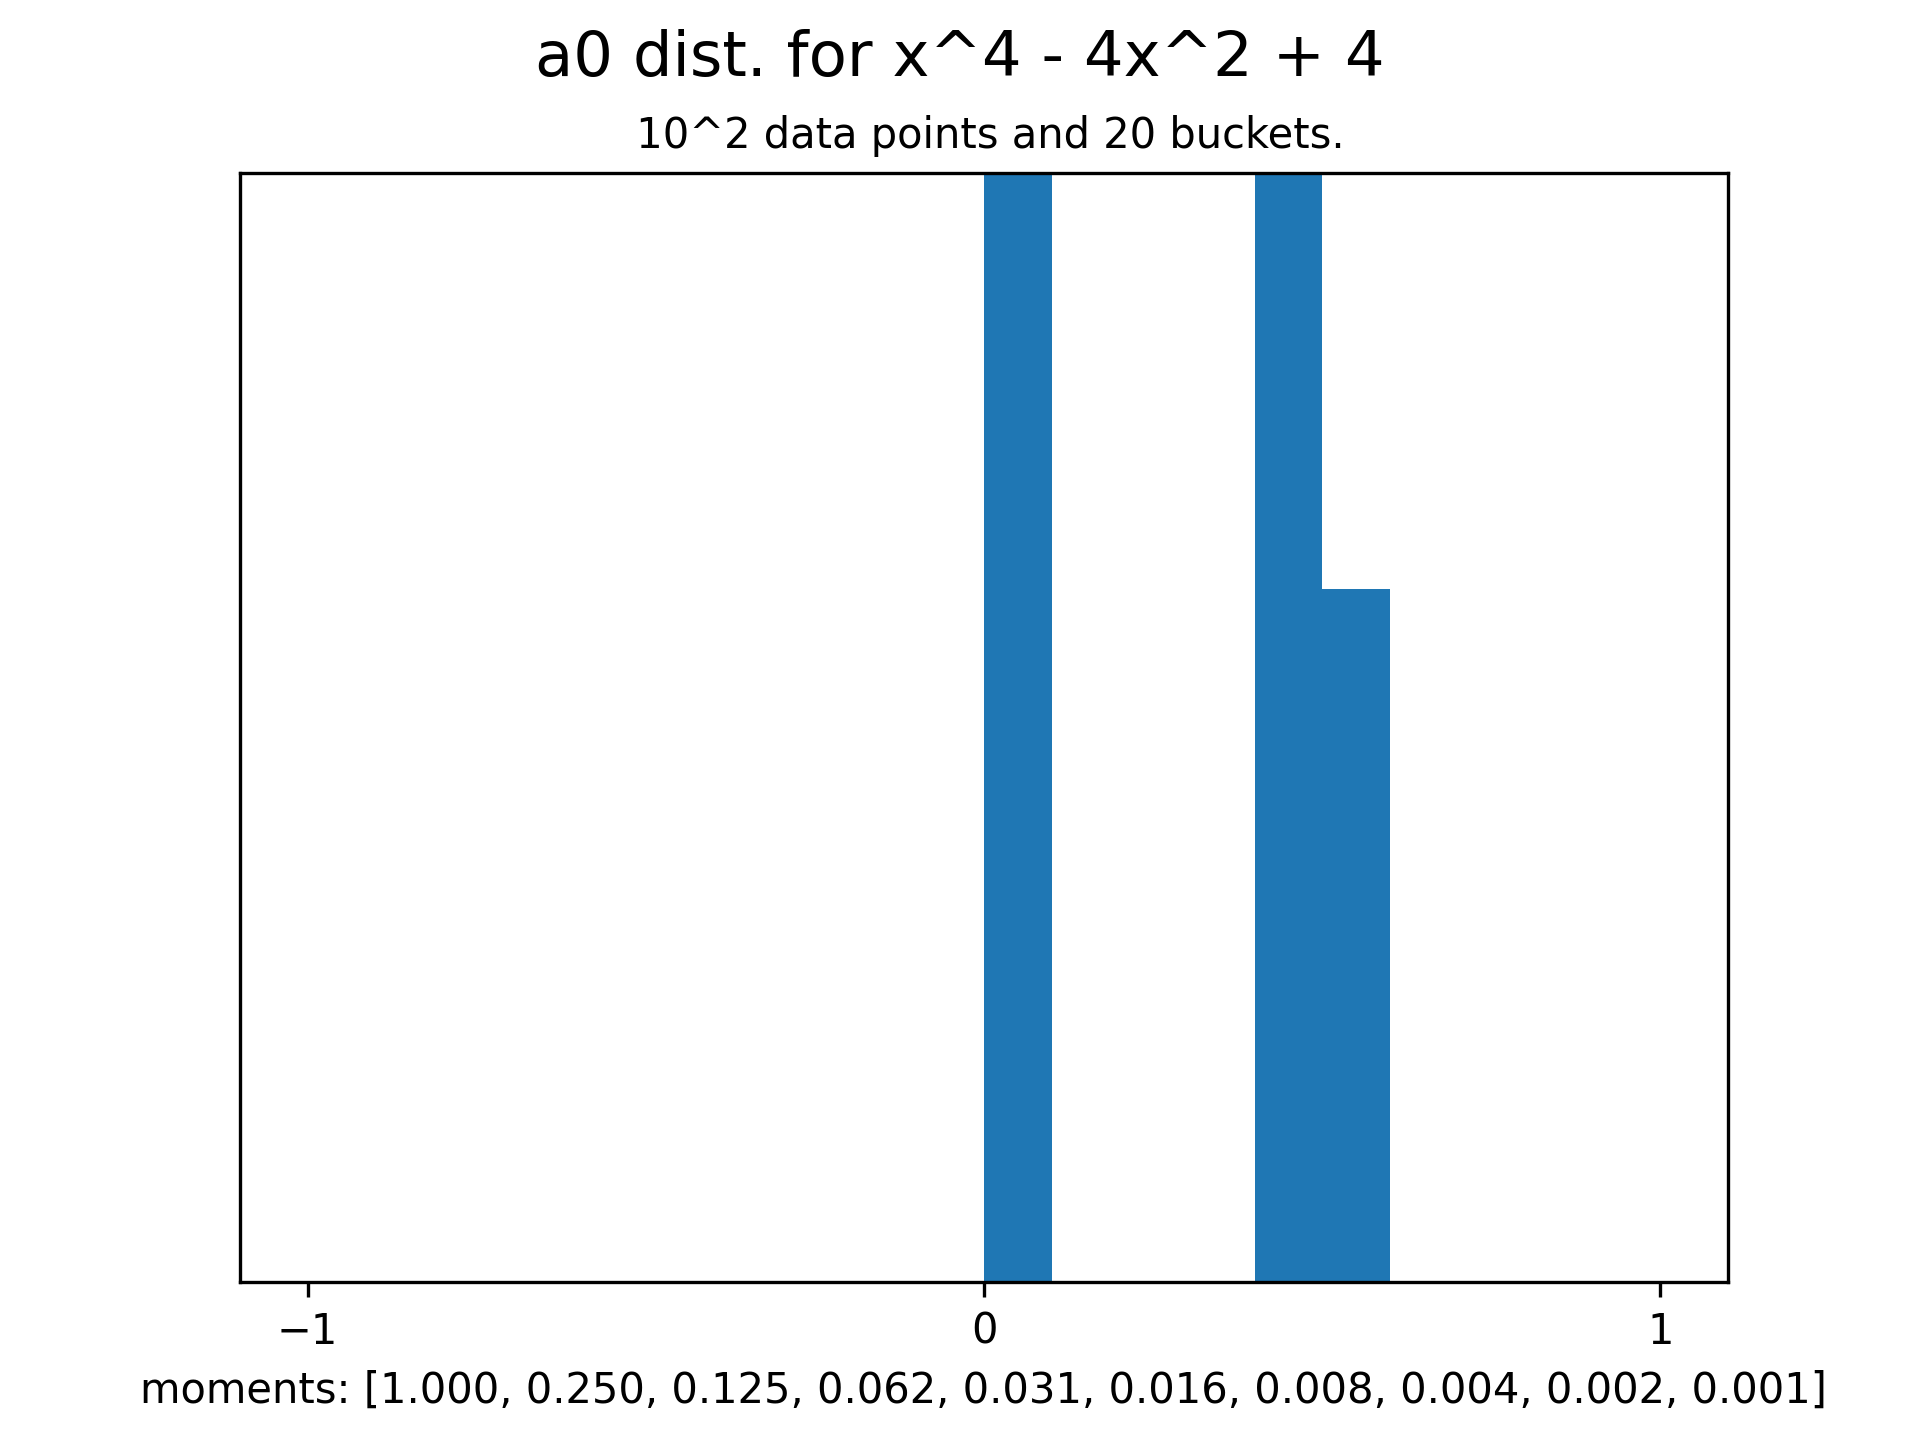 a0 dist. for x^4 - 4x^2 + 4
10^2 data points and 20 buckets.
−1 0 1
moments: [1.000, 0.250, 0.125, 0.062, 0.031, 0.016, 0.008, 0.004, 0.002, 0.001]